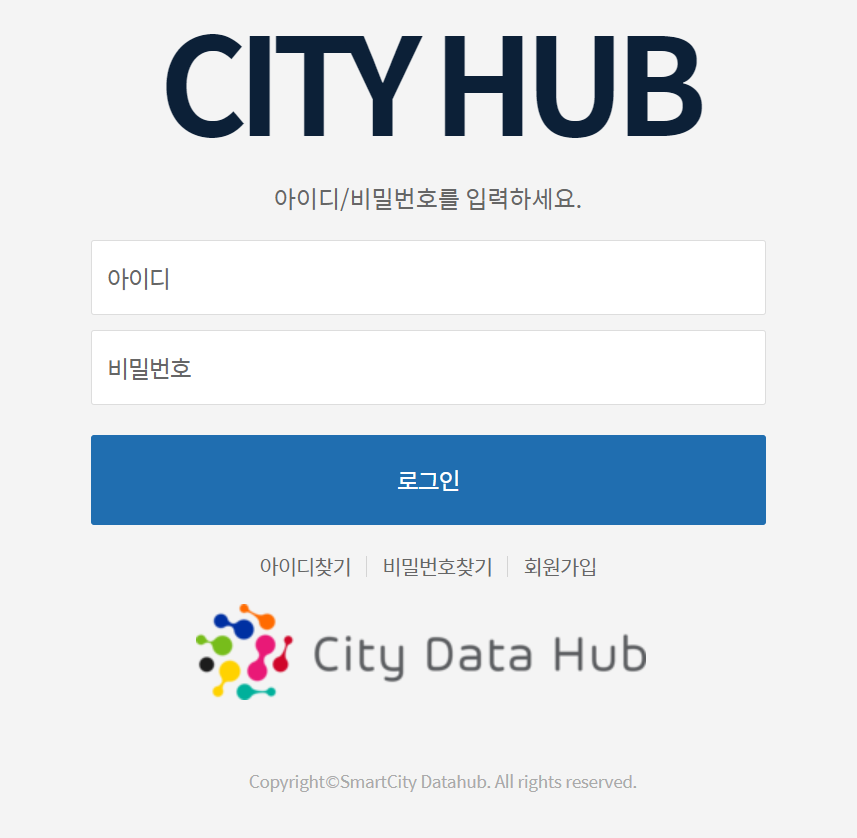 CITY HUB
아이디/비밀번호를 입력하세요.
아이디
비밀번호
로그인
아이디찾기 비밀번호찾기 회원가입
City Data Hub
Copyright©SmartCity Datahub. All rights reserved.